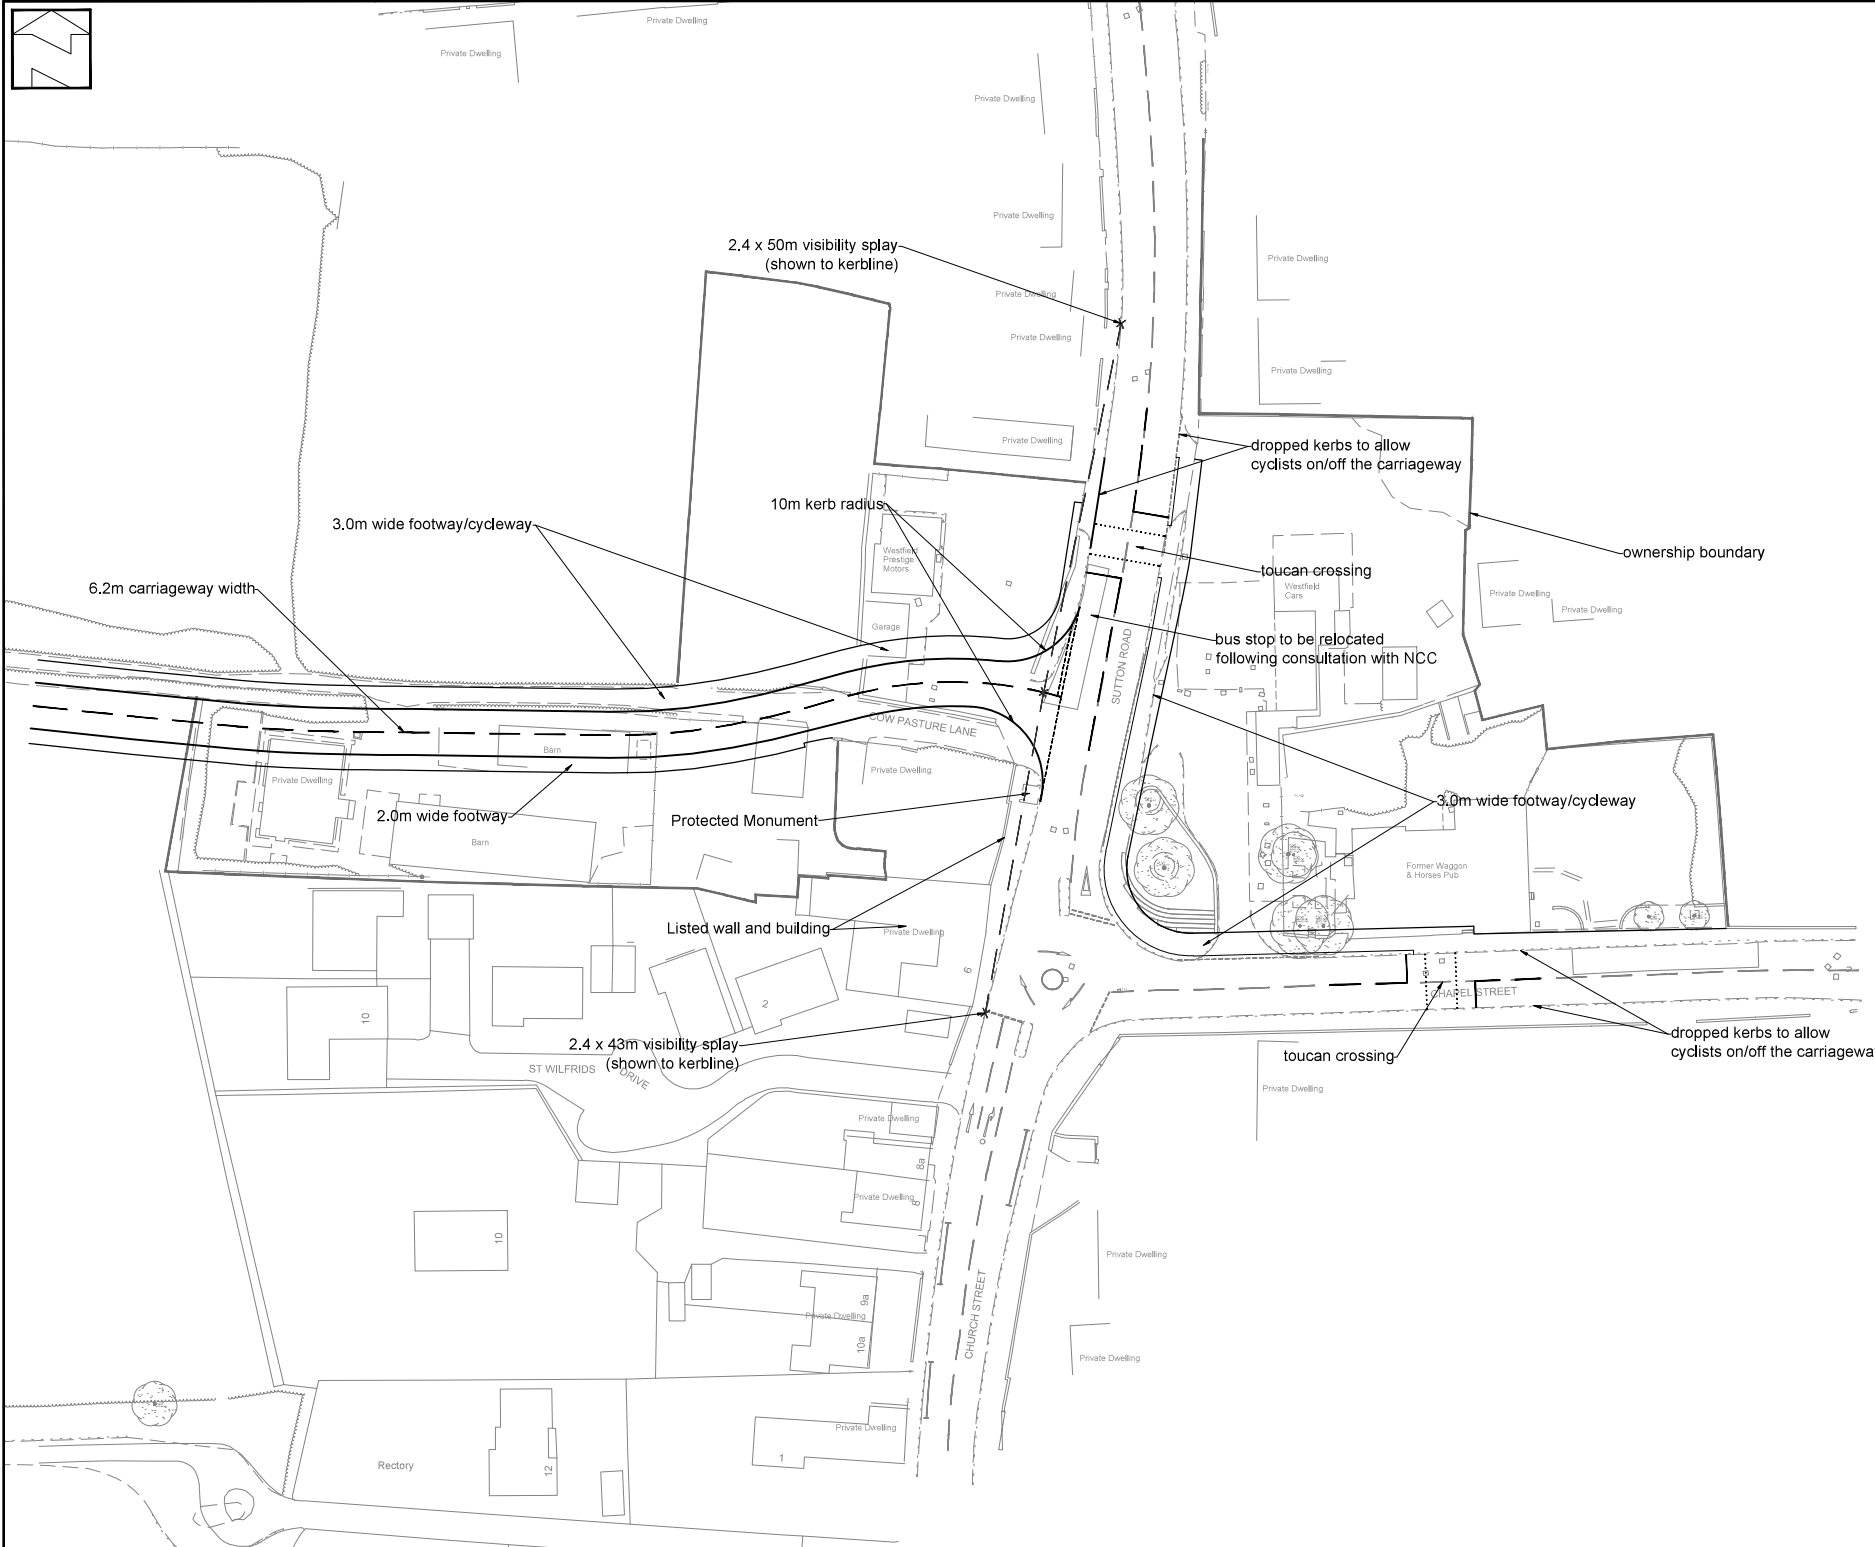 Private Dwelling
Private Dwelling
Private Dwelling
Private Dwelling
2.4 x 50m visibility splay
(shown to kerbline)
Private Dwelling
Private Dwelling
Private Dwelling
Private Dwelling
Private Dwelling
dropped kerbs to allow
cyclists on/off the carriageway
10m kerb radius
3.0m wide footway/cycleway
Westfield
Prestige
Motors
toucan crossing
ownership boundary
6.2m carriageway width
Westfield
Cars
Private Dwelling
Private Dwelling
Garage
bus stop to be relocated
following consultation with NCC
SUTTON ROAD
COW PASTURE LANE
Barn
Private Dwelling
Private Dwelling
3.0m wide footway/cycleway
2.0m wide footway
Protected Monument
Barn
Former Waggon
& Horses Pub
Listed wall and building
Private Dwelling
6
2
10
CHAPEL STREET
2.4 x 43m visibility splay
(shown to kerbline)
dropped kerbs to allow
cyclists on/off the carriagewa
toucan crossing
ST WILFRIDS DRIVE
Private Dwelling
Private Dwelling
8a
Private Dwelling
8
10
Private Dwelling
CHURCH STREET
9a
Private Dwelling
10a
Private Dwelling
Private Dwelling
1
Rectory
12